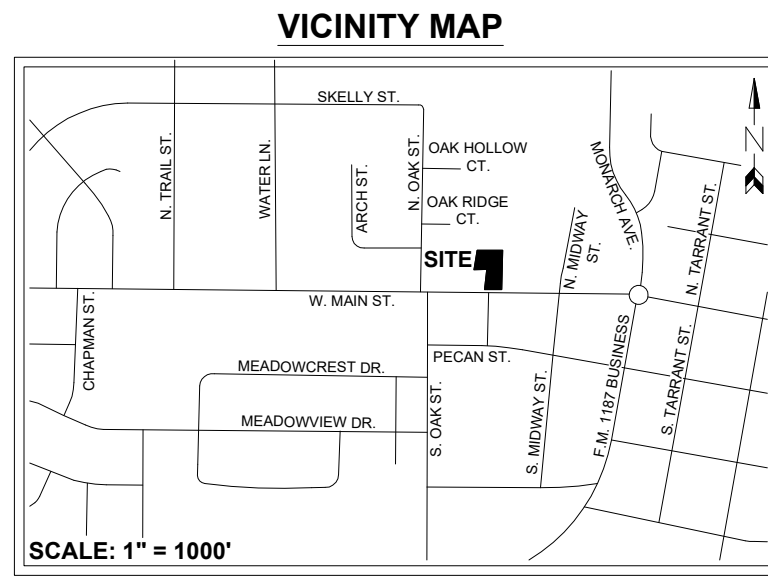 VICINITY MAP
SKELLY ST.
N. TRAIL ST.
WATER LN.
ARCH ST.
N. OAK ST.
OAK HOLLOW
CT.
OAK RIDGE
CT.
MONARCH AVE.
N
N. TARRANT ST.
N. MIDWAY
ST.
SITE
W. MAIN ST.
CHAPMAN ST.
PECAN ST.
MEADOWCREST DR.
MEADOWVIEW DR.
S. OAK ST.
S. MIDWAY ST.
F.M. 1187 BUSINESS
S. TARRANT ST.
SCALE: 1" = 1000'